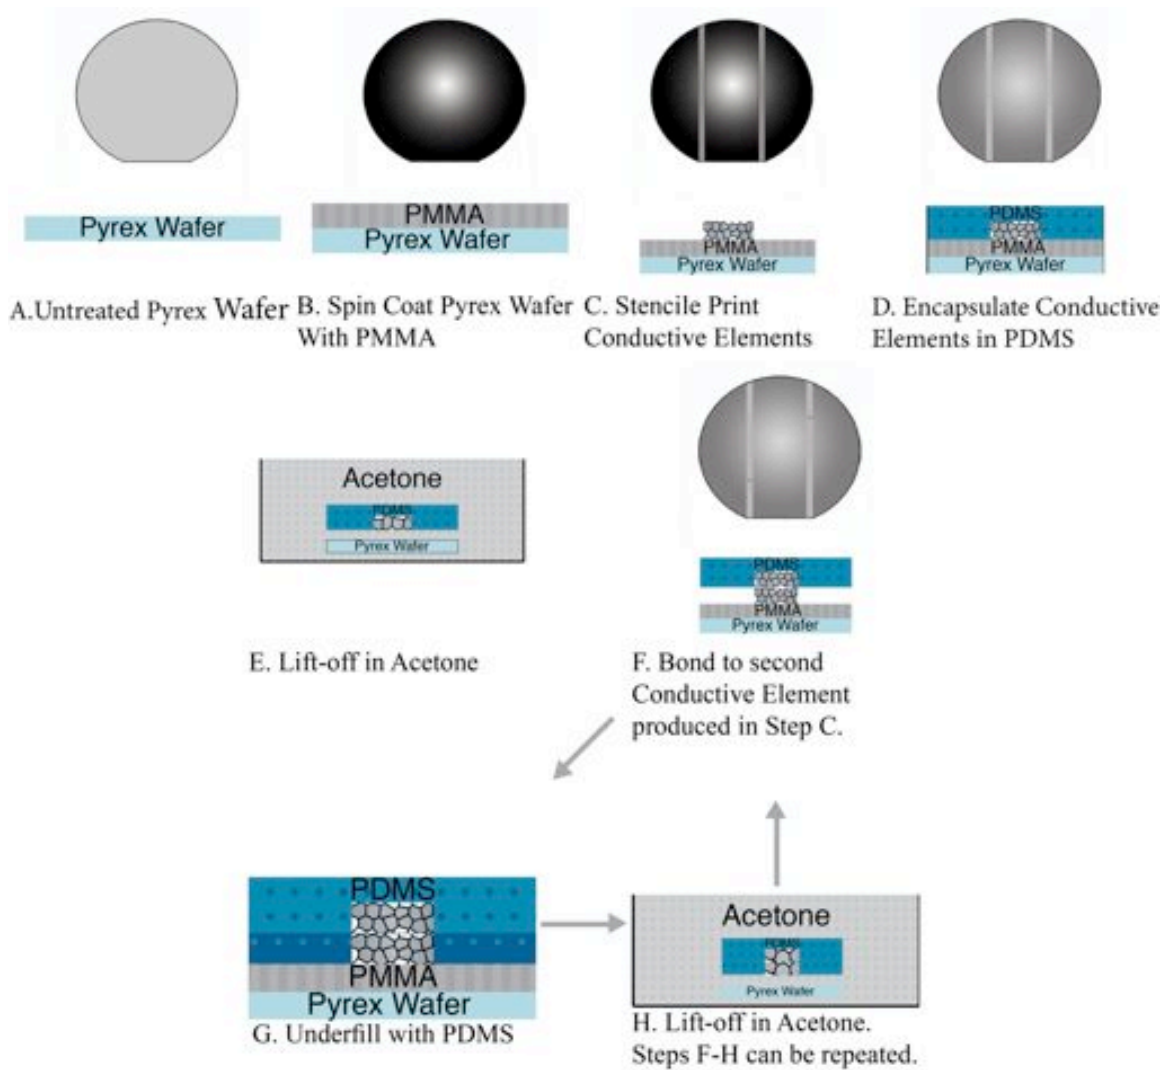 Pyrex Wafer
PMMA
Pyrex Wafer
PMMA
Pyrex Wafer
PDMS
PMMA
Pyrex Wafer
A.Untreated Pyrex Wafer
B. Spin Coat Pyrex Wafer
With PMMA
C. Stencile Print
Conductive Elements
D. Encapsulate Conductive
Elements in PDMS
Acetone
PDMS
Pyrex Wafer
E. Lift-off in Acetone
PDMS
PMMA
Pyrex Wafer
F. Bond to second
Conductive Element
produced in Step C.
PDMS
PMMA
Pyrex Wafer
G. Underfill with PDMS
Acetone
PDMS
Pyrex Wafer
H. Lift-off in Acetone.
Steps F-H can be repeated.